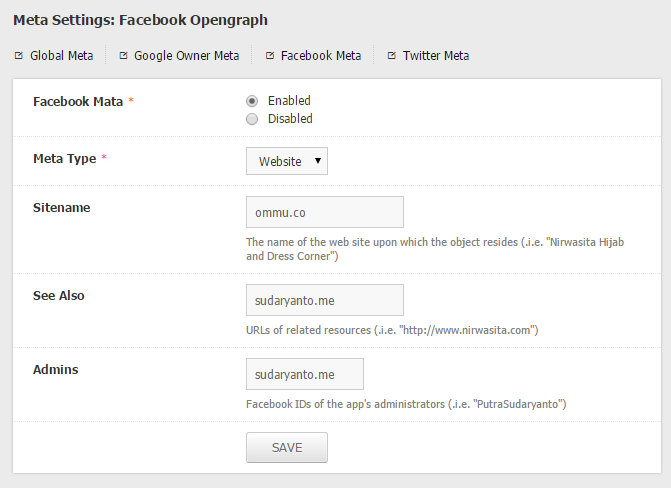 Meta Settings: Facebook Opengraph
Global Meta
Google Owner Meta
Facebook Meta
Twitter Meta
Facebook Mata *
Enabled
Disabled
Meta Type *
Website
Sitename
ommu.co
The name of the web site upon which the object resides (.i.e. "Nirwasita Hijab
and Dress Corner")
See Also
sudaryanto.me
URLs of related resources (.i.e. "http://www.nirwasita.com")
Admins
sudaryanto.me
Facebook IDs of the app's administrators (.i.e. "PutraSudaryanto")
SAVE